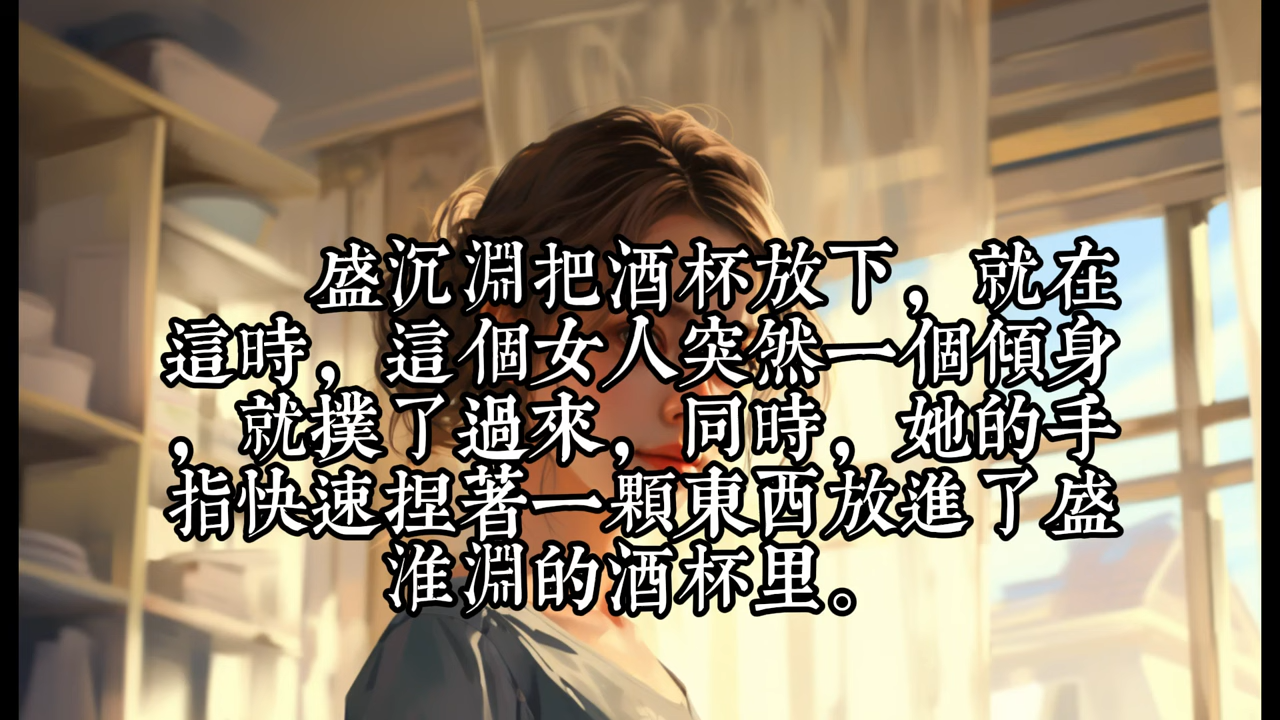 盛沉淵把酒杯放下，就在
這時，這個女人突然一個傾身
，就撲了過來，同時，她的手
指快速捏著一顆東西放進了盛
淮淵的酒杯里。